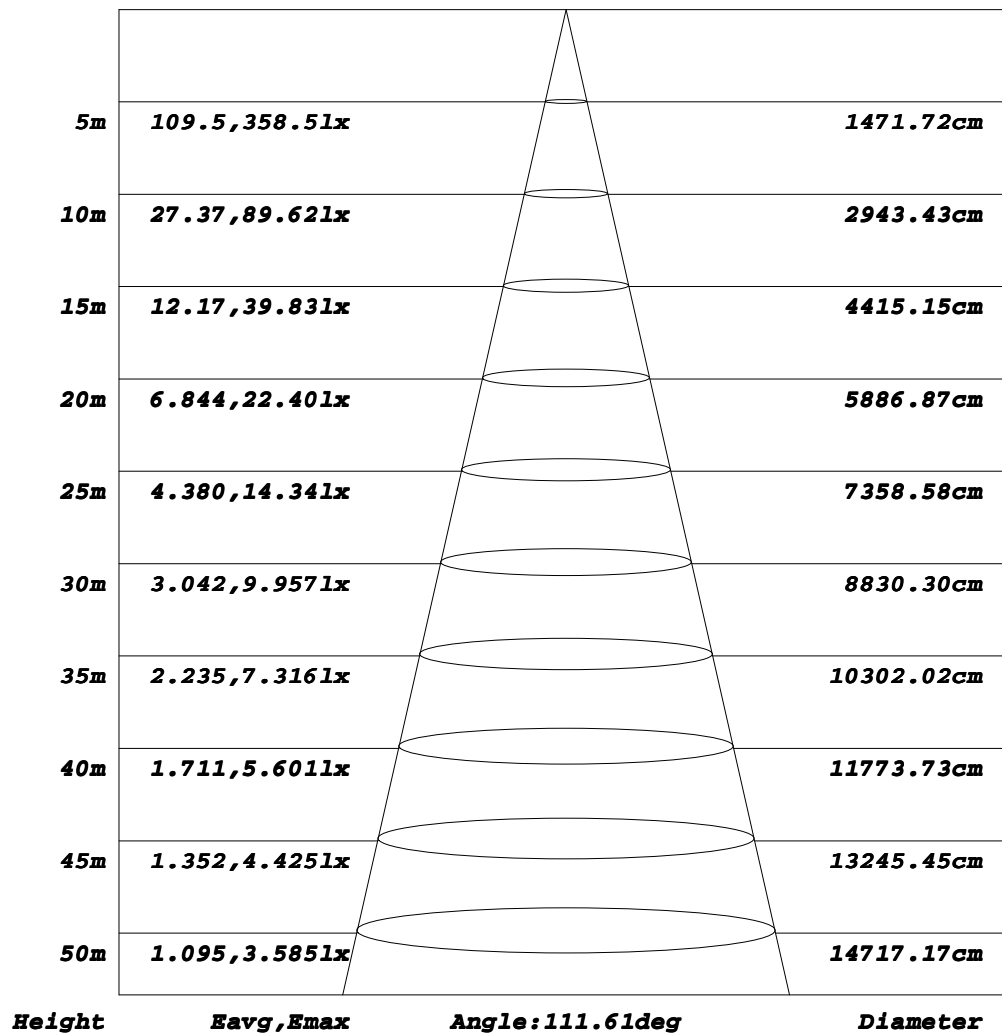 5m 109.5,358.5lx 1471.72cm
10m 27.37,89.62lx 2943.43cm
15m 12.17,39.83lx 4415.15cm
20m 6.844,22.40lx 5886.87cm
25m 4.380,14.34lx 7358.58cm
30m 3.042,9.957lx 8830.30cm
35m 2.235,7.316lx 10302.02cm
40m 1.711,5.601lx 11773.73cm
45m 1.352,4.425lx 13245.45cm
50m 1.095,3.585lx 14717.17cm
Height Eavg,Emax Angle:111.61deg Diameter